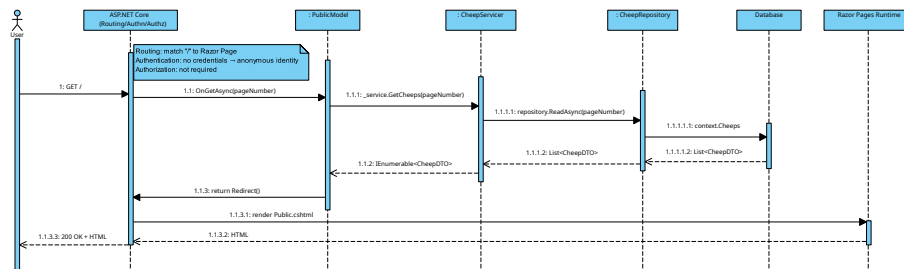 ASP.NET Core
(Routing/Authn/Authz)
: PublicModel
: CheepServicer
: CheepRepository
Database
Razor Pages Runtime
User
Routing: match "/" to Razor Page
Authentication: no credentials → anonymous identity
Authorization: not required
1: GET /
1.1: OnGetAsync(pageNumber)
1.1.1: _service.GetCheeps(pageNumber)
1.1.1.1: repository.ReadAsync(pageNumber)
1.1.1.1.1: context.Cheeps
1.1.1.1.2: List<CheepDTO>
1.1.1.2: List<CheepDTO>
1.1.2: IEnumerable<CheepDTO>
1.1.3: return Redirect()
1.1.3.1: render Public.cshtml
1.1.3.2: HTML
1.1.3.3: 200 OK + HTML